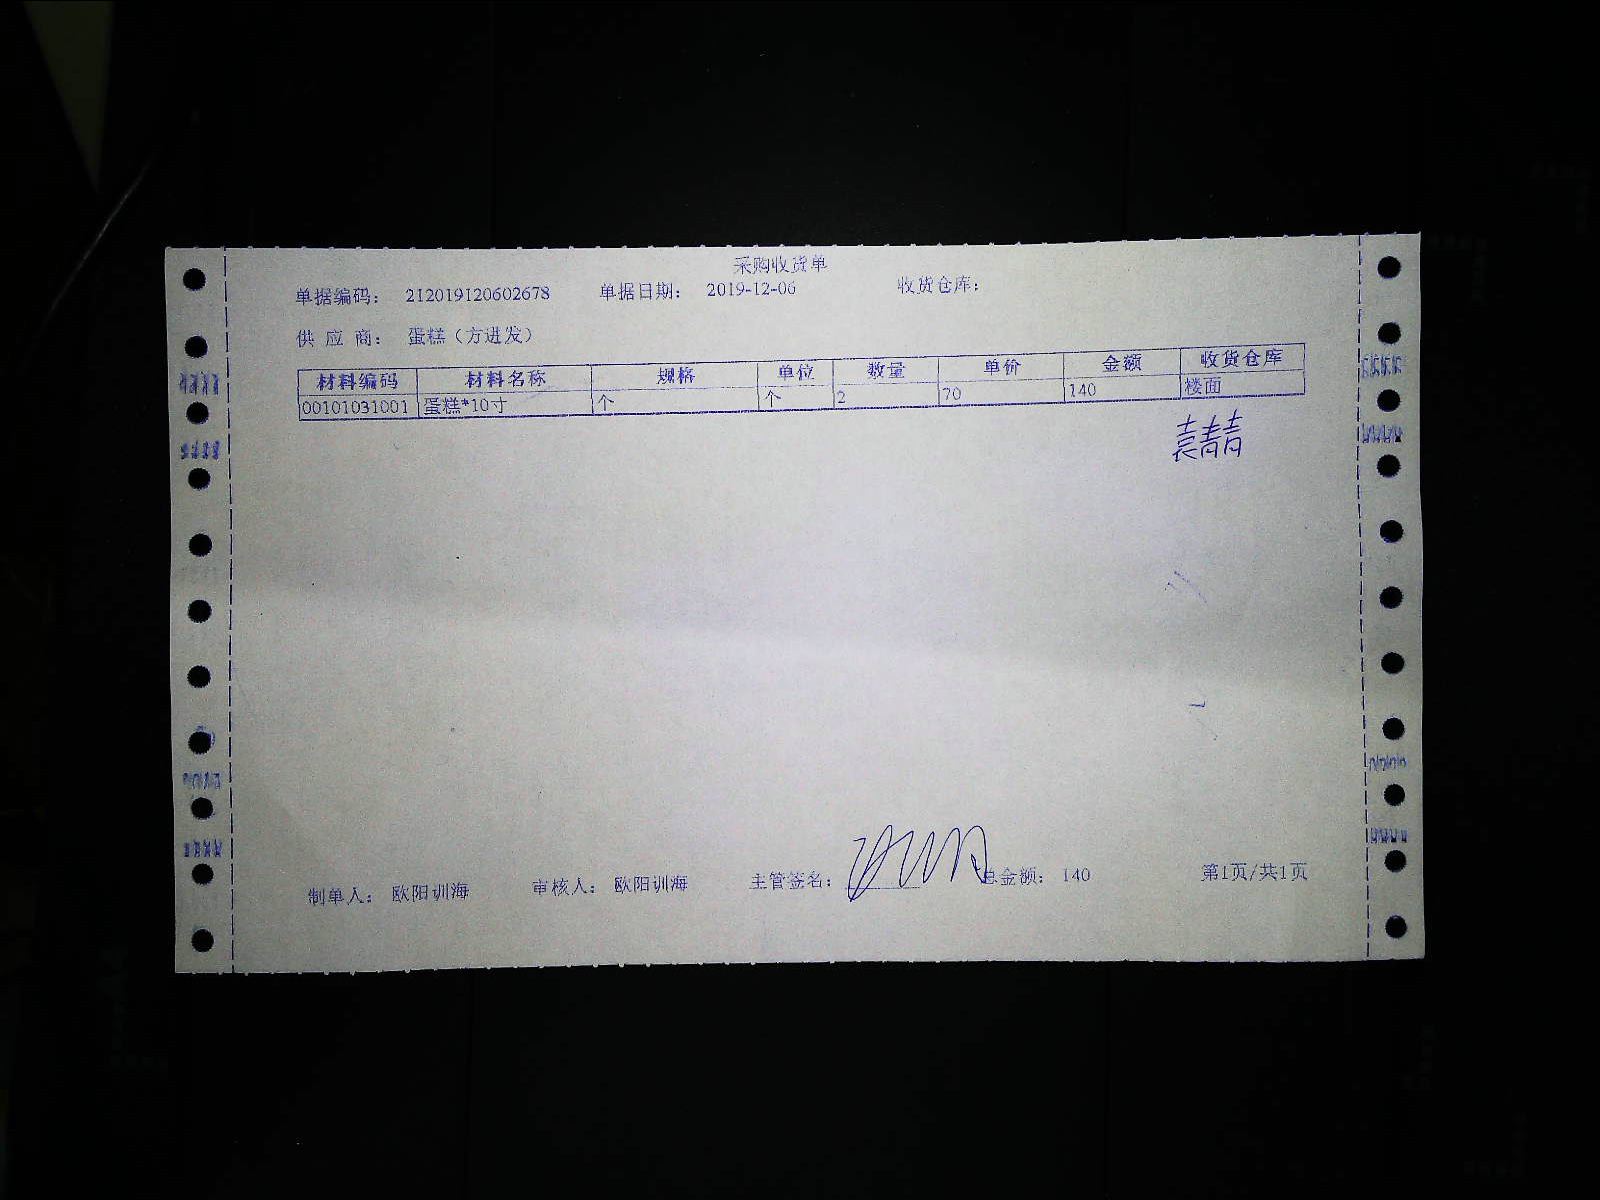 采购收货单
单据编码： 212019120602678 单据日期： 2019-12-06 收货仓库：
供 应 商： 蛋糕（方进发）
材料编码 材料名称 规格 单位 数量 单价 金额 收货仓库
00101031001 蛋糕*10寸 个 个 2 70 140 楼面
袁青青
制单人： 欧阳训海 审核人： 欧阳训海 主管签名： 总金额： 140 第1页/共1页